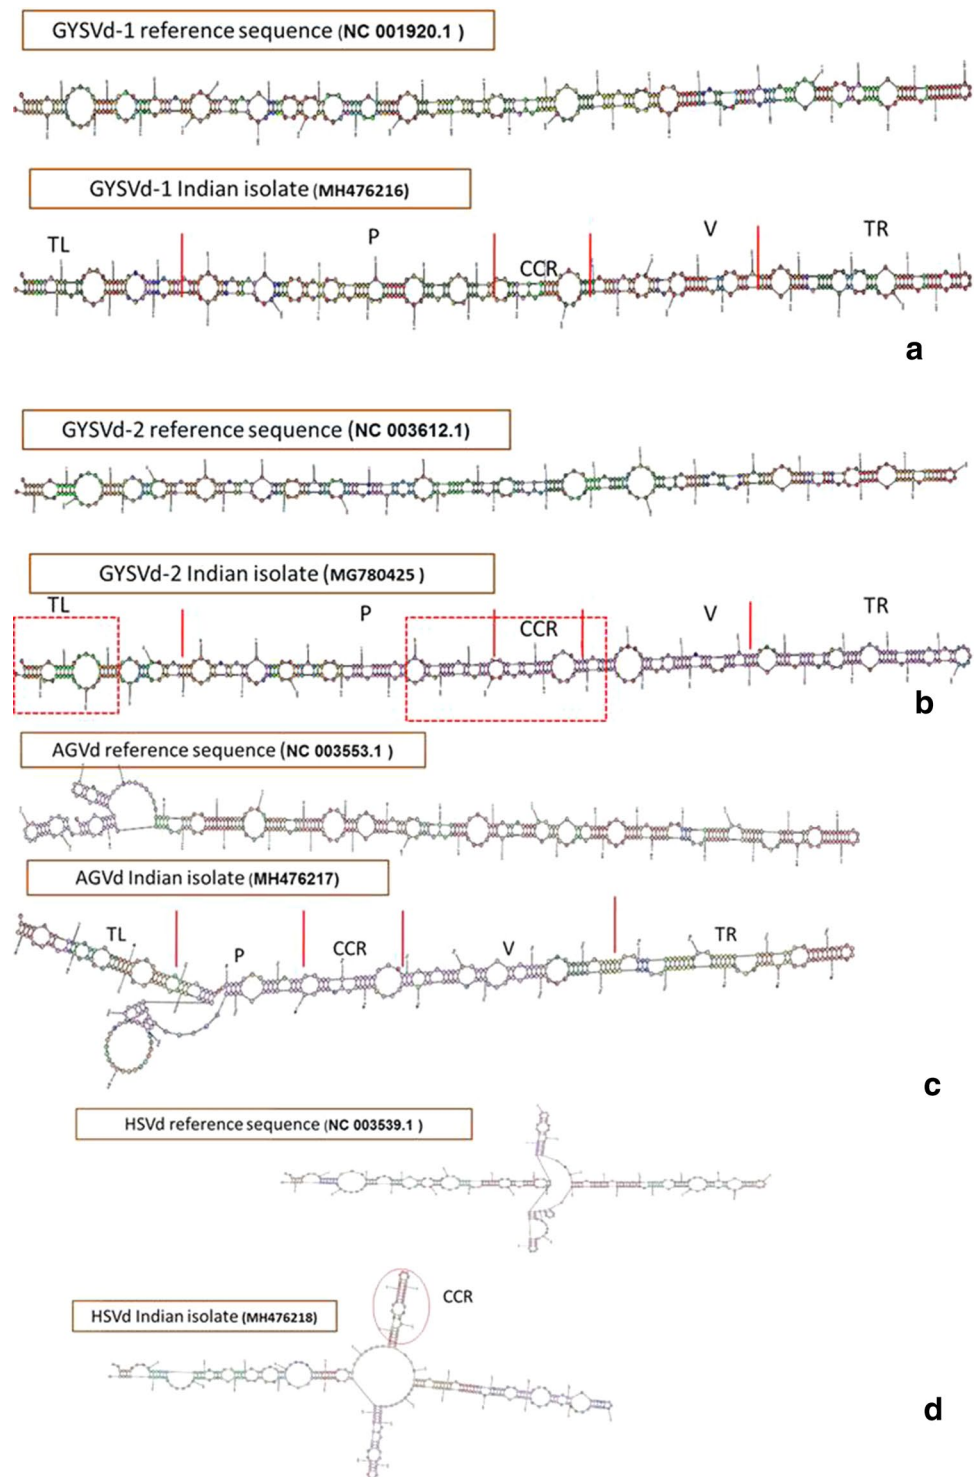 GYSVd-1 reference sequence (NC 001920.1 )
GYSVd-1 Indian isolate (MH476216)
TL P CCR V TR
a
GYSVd-2 reference sequence (NC 003612.1)
GYSVd-2 Indian isolate (MG780425 )
TL P CCR V TR
b
AGVd reference sequence (NC 003553.1 )
AGVd Indian isolate (MH476217)
TL P CCR V TR
c
HSVd reference sequence (NC 003539.1 )
HSVd Indian isolate (MH476218)
CCR
d